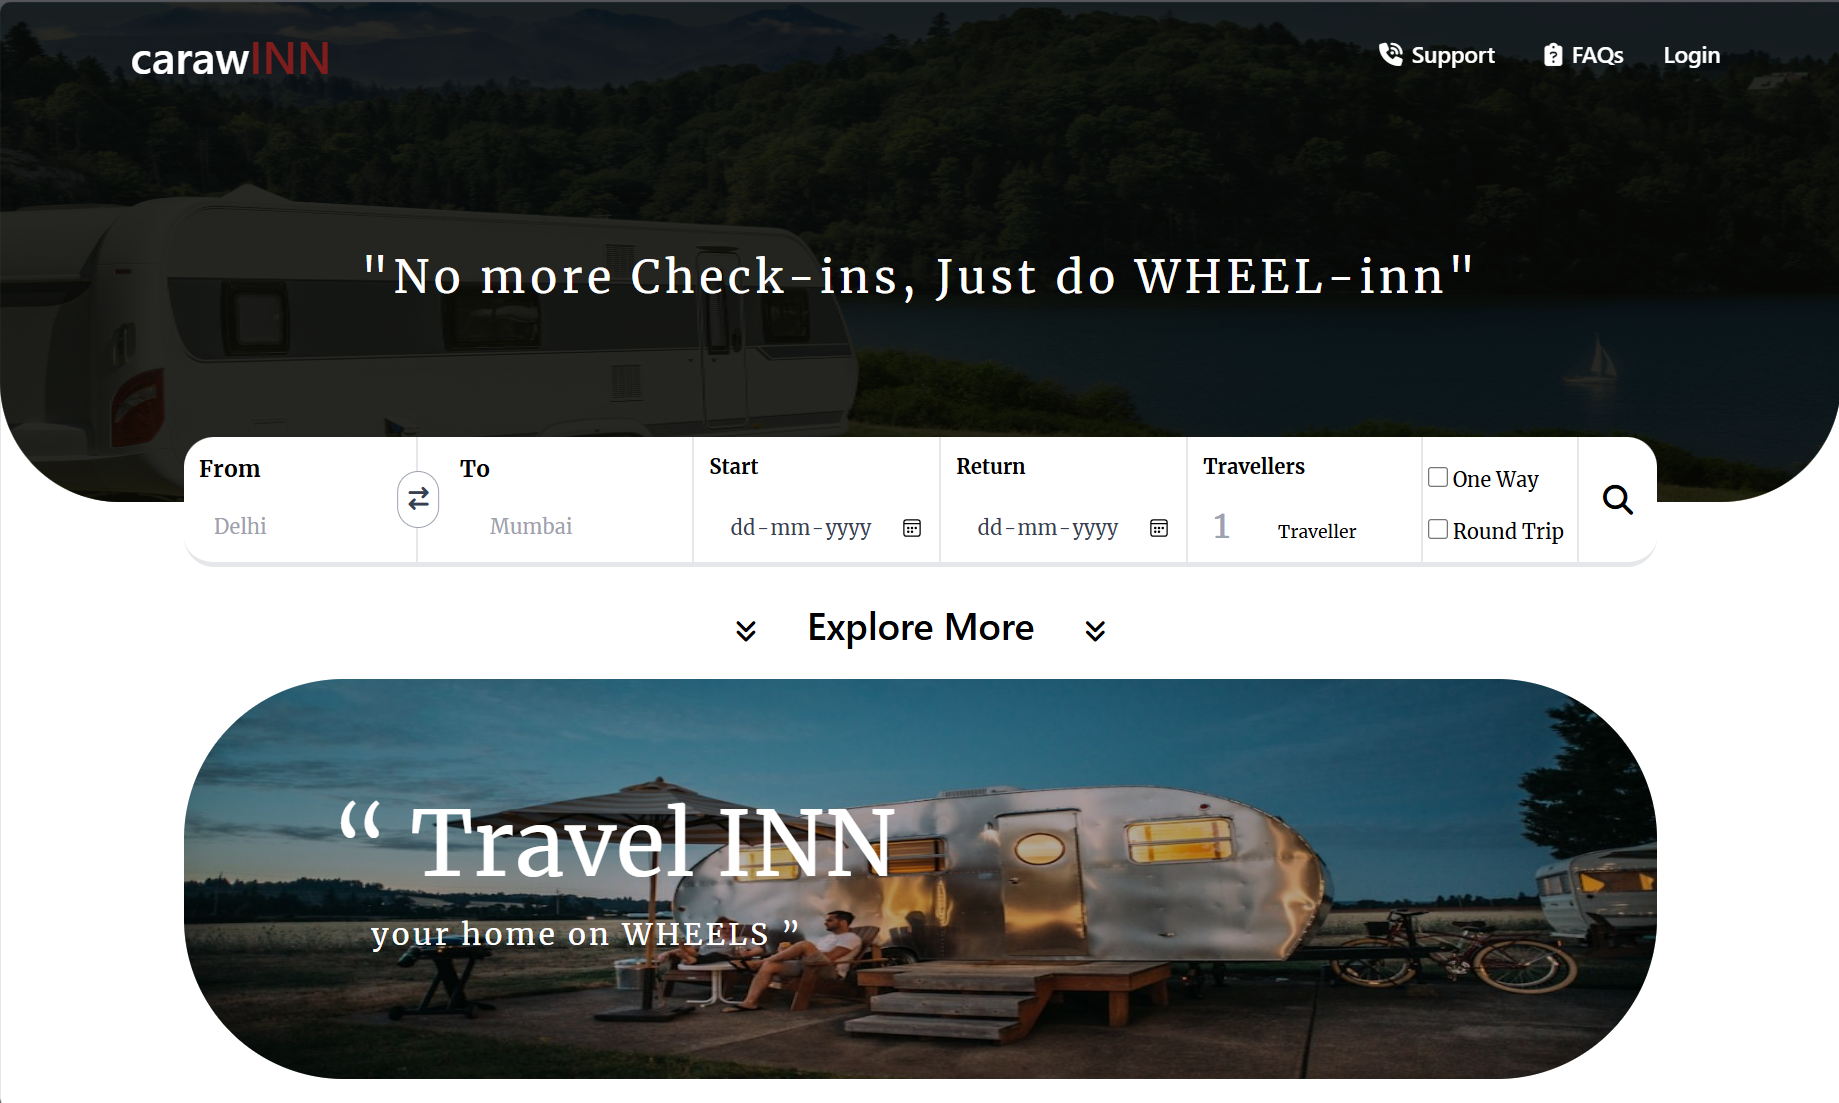 carawINN
Support FAQs Login
"No more Check-ins, Just do WHEEL-inn"
From To Start Return Travellers One Way
Delhi Mumbai dd-mm-yyyy dd-mm-yyyy 1 Traveller Round Trip
Explore More
“ Travel INN
your home on WHEELS ”